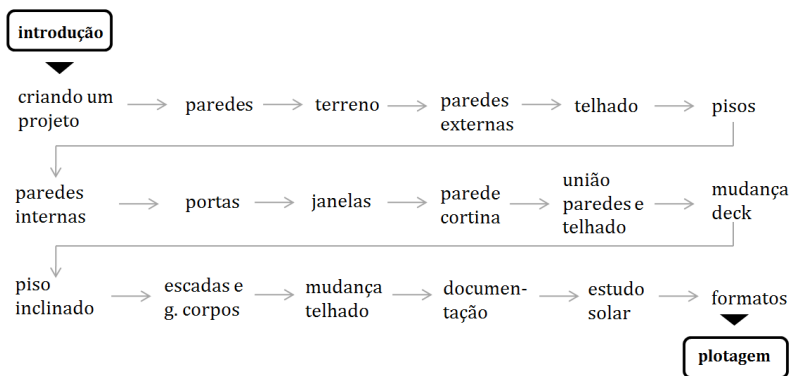 introdução
criando um
projeto
paredes
terreno
paredes
externas
telhado
pisos
paredes
internas
portas
janelas
parede
cortina
união
paredes e
telhado
mudança
deck
piso
inclinado
escadas e
g. corpos
mudança
telhado
documen-
tação
estudo
solar
formatos
plotagem